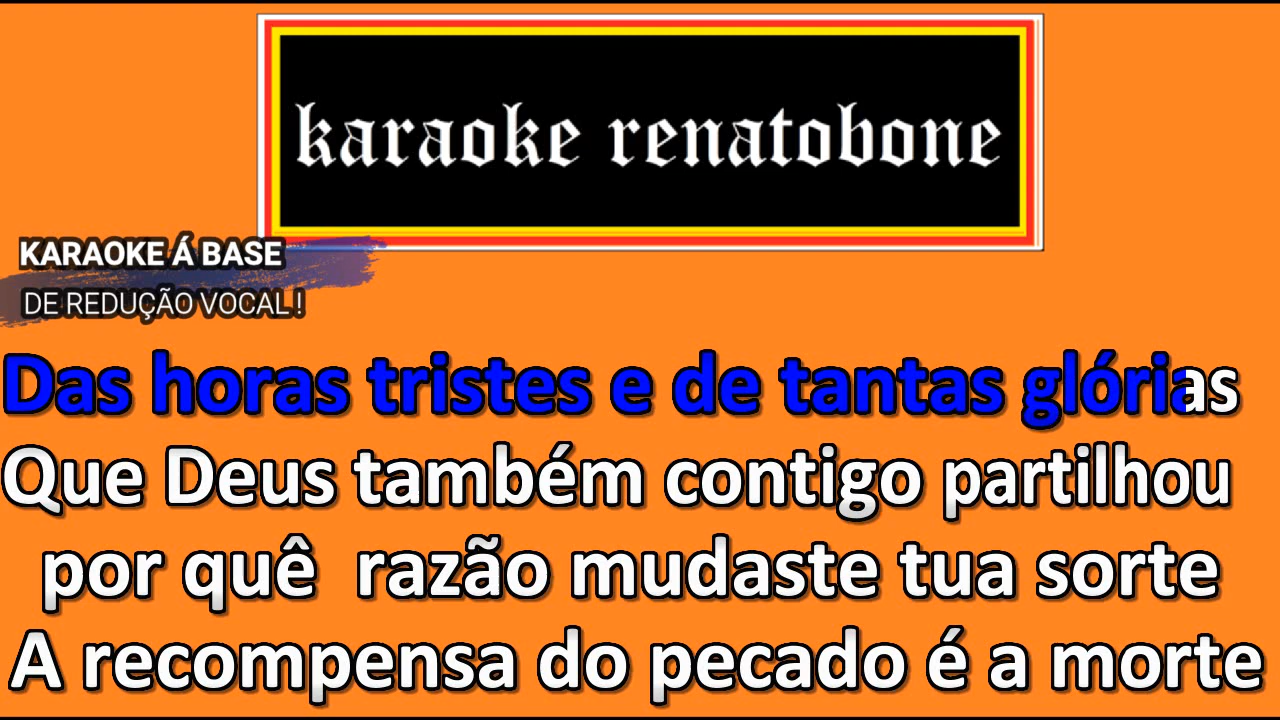 karaoke renatobone
KARAOKE Á BASE
DE REDUÇÃO VOCAL !
Das horas tristes e de tantas glórias
Que Deus também contigo partilhou
por quê razão mudaste tua sorte
A recompensa do pecado é a morte